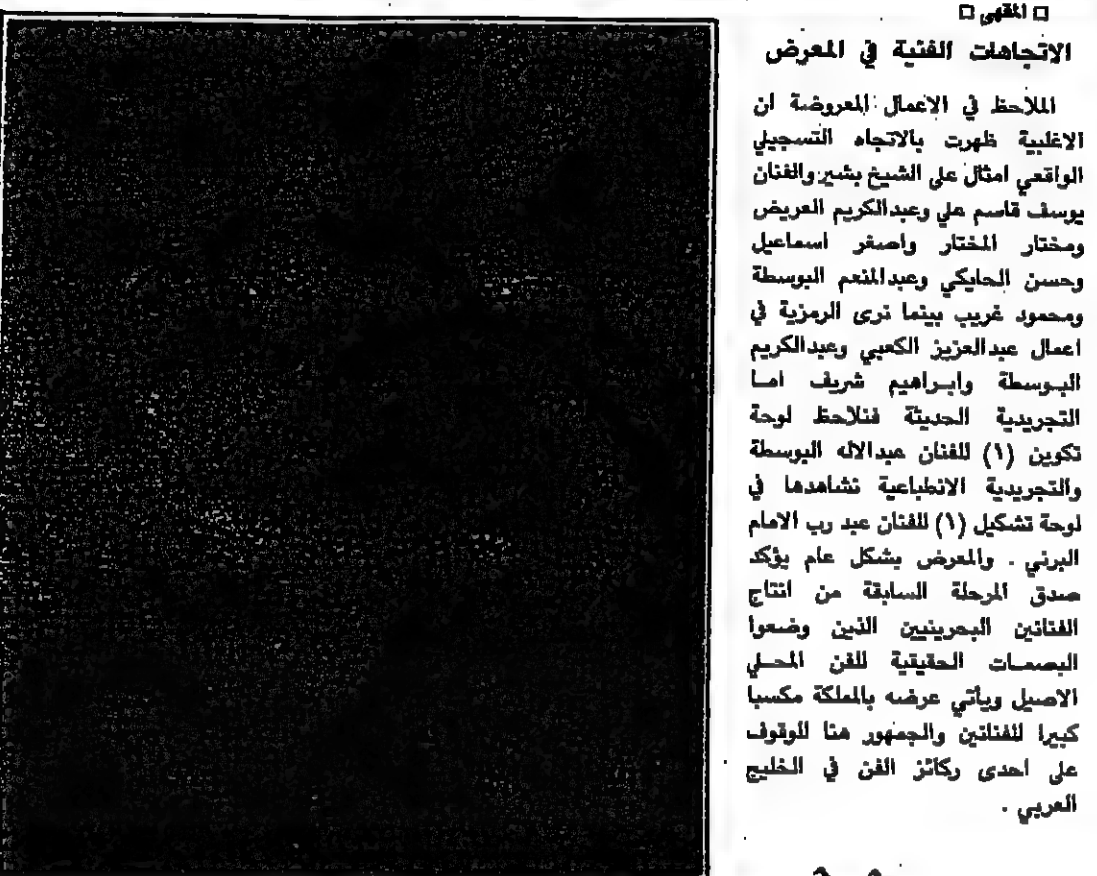 □ المقهى □
الاتجاهات الفنية في المعرض
الملاحظ في الاعمال المعروضة ان
الاغلبية ظهرت بالاتجاه التسجيلي
الواقعي امثال علي الشيخ بشير والفنان
يوسف قاسم علي وعبدالكريم العريض
ومختار المختار واصغر اسماعيل
وحسن الحايكي وعبدالمنعم البوسطة
ومحمود غريب بينما نرى الرمزية في
اعمال عبدالعزيز الكعبي وعبدالكريم
البوسطة وابراهيم شريف اما
التجريدية الحديثة فنلاحظ لوحة
تكوين (١) للفنان عبدالاله البوسطة
والتجريدية الانطباعية نشاهدها في
لوحة تشكيل (١) للفنان عبد رب الامام
البرني . والمعرض بشكل عام يؤكد
صدق المرحلة السابقة من انتاج
الفنانين البحرينيين الذين وضعوا
البصمات الحقيقية للفن المحلي
الاصيل ويأتي عرضه بالمملكة مكسبا
كبيرا للفنانين والجمهور هنا للوقوف
على احدى ركائز الفن في الخليج
العربي .